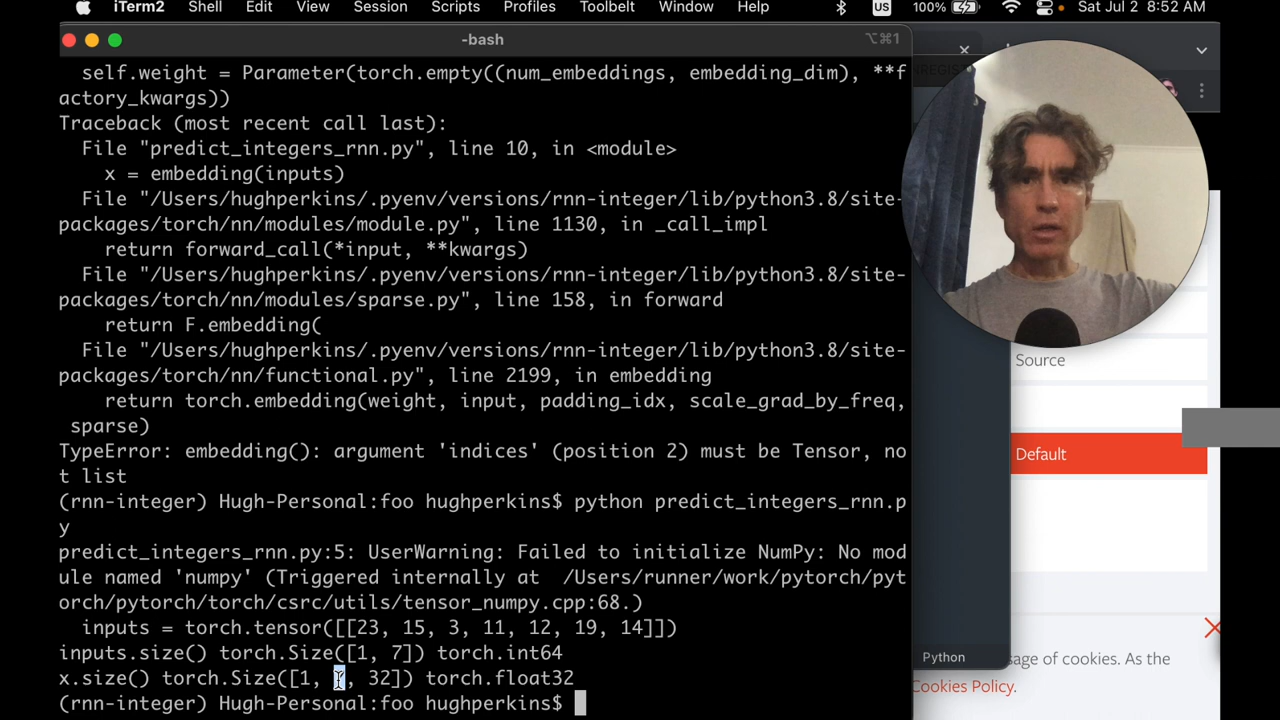 iTerm2 Shell Edit View Session Scripts Profiles Toolbelt Window Help US 100% Sat Jul 2 8:52 AM
-bash ⌥⌘1
self.weight = Parameter(torch.empty((num_embeddings, embedding_dim), **f
actory_kwargs))
Traceback (most recent call last):
File "predict_integers_rnn.py", line 10, in <module>
x = embedding(inputs)
File "/Users/hughperkins/.pyenv/versions/rnn-integer/lib/python3.8/site-
packages/torch/nn/modules/module.py", line 1130, in _call_impl
return forward_call(*input, **kwargs)
File "/Users/hughperkins/.pyenv/versions/rnn-integer/lib/python3.8/site-
packages/torch/nn/modules/sparse.py", line 158, in forward
return F.embedding(
File "/Users/hughperkins/.pyenv/versions/rnn-integer/lib/python3.8/site-
packages/torch/nn/functional.py", line 2199, in embedding
return torch.embedding(weight, input, padding_idx, scale_grad_by_freq,
sparse)
TypeError: embedding(): argument 'indices' (position 2) must be Tensor, no
t list
(rnn-integer) Hugh-Personal:foo hughperkins$ python predict_integers_rnn.p
y
predict_integers_rnn.py:5: UserWarning: Failed to initialize NumPy: No mod
ule named 'numpy' (Triggered internally at  /Users/runner/work/pytorch/pyt
orch/pytorch/torch/csrc/utils/tensor_numpy.cpp:68.)
inputs = torch.tensor([[23, 15, 3, 11, 12, 19, 14]])
inputs.size() torch.Size([1, 7]) torch.int64
x.size() torch.Size([1, , 32]) torch.float32
(rnn-integer) Hugh-Personal:foo hughperkins$
Source
Default
Python
sage of cookies. As the
Cookies Policy.